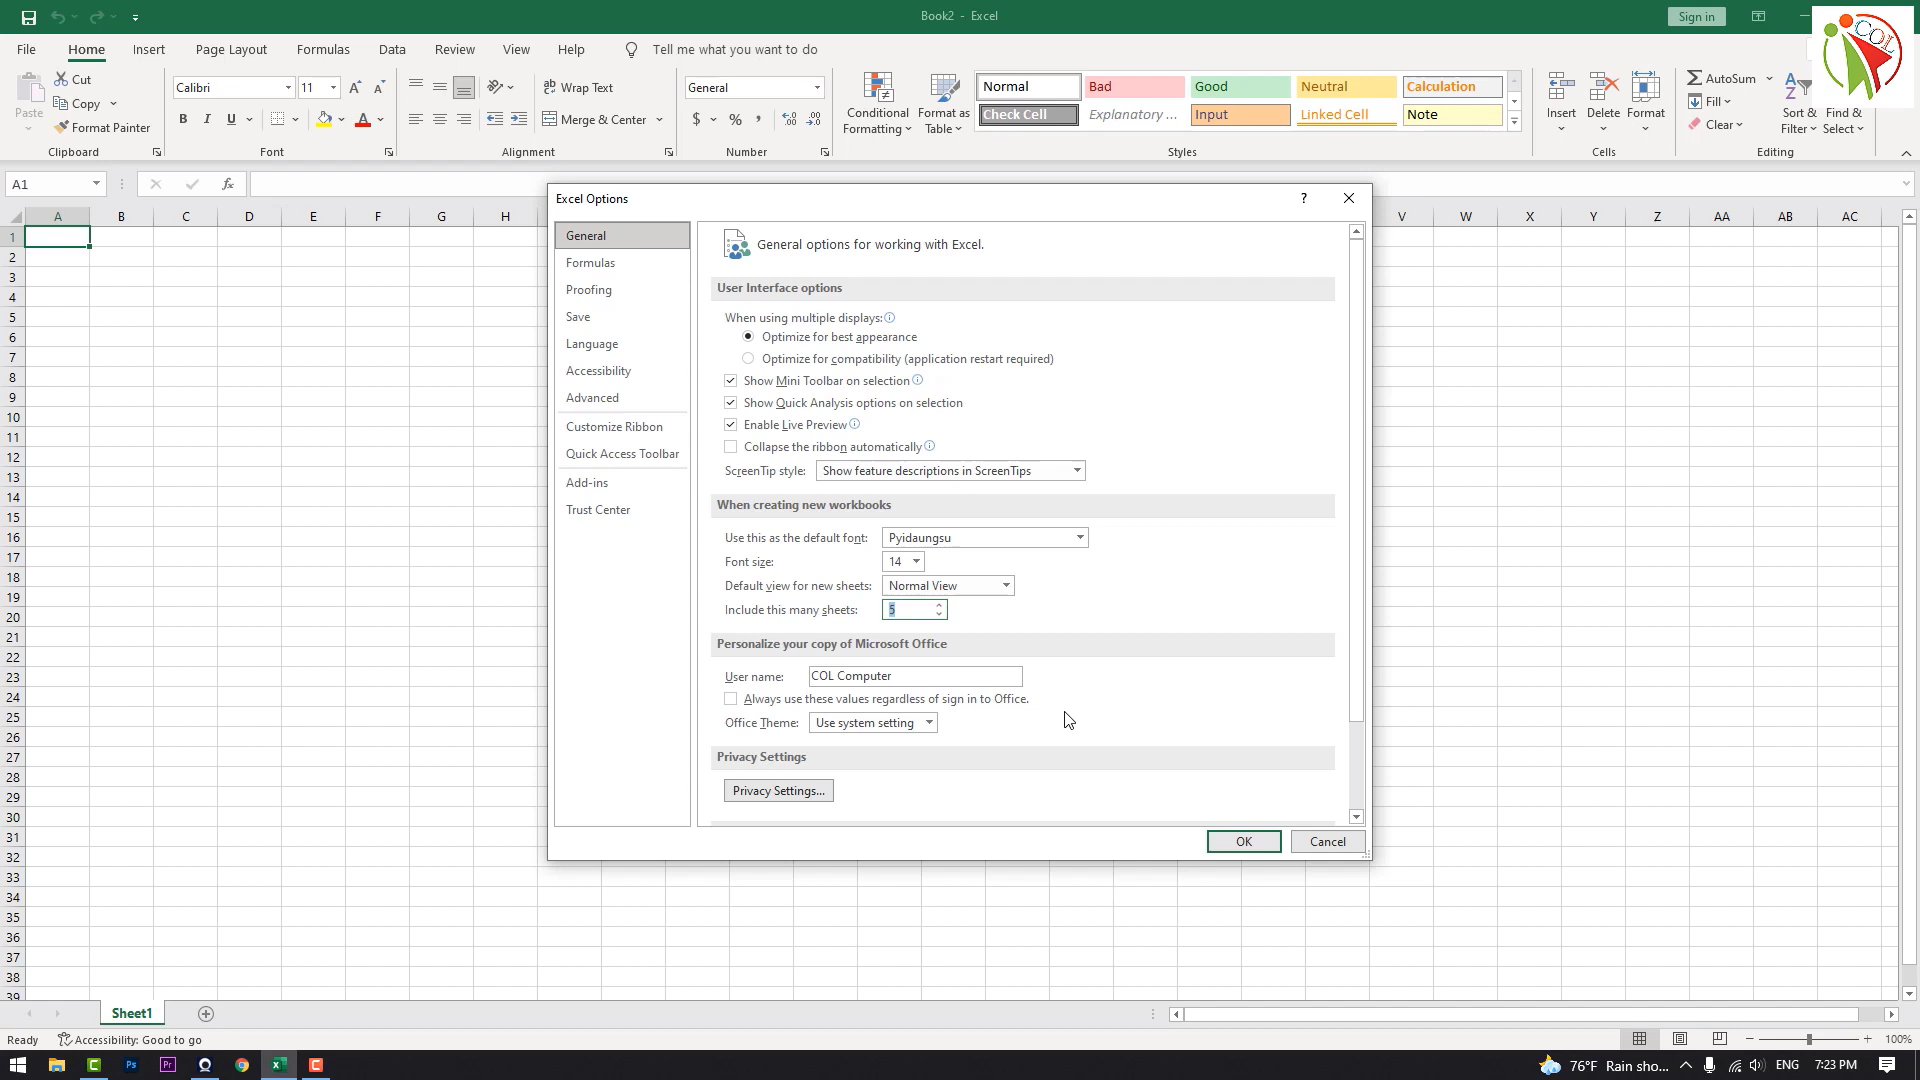 Book2 - Excel
Sign in
COL
File Home Insert Page Layout Formulas Data Review View Help Tell me what you want to do
Paste
Cut
Copy
Format Painter
Clipboard
Calibri 11
B I U
Font
Wrap Text
Merge & Center
Alignment
General
$ % ,
Number
Conditional Formatting
Format as Table
Normal Bad Good Neutral Calculation
Check Cell Explanatory ... Input Linked Cell Note
Styles
Insert Delete Format
Cells
AutoSum
Fill
Clear
Sort & Filter
Find & Select
Editing
A1
fx
A B C D E F G H V W X Y Z AA AB AC
1
2
3
4
5
6
7
8
9
10
11
12
13
14
15
16
17
18
19
20
21
22
23
24
25
26
27
28
29
30
31
32
33
34
35
36
37
38
39
Excel Options
?
General
Formulas
Proofing
Save
Language
Accessibility
Advanced
Customize Ribbon
Quick Access Toolbar
Add-ins
Trust Center
General options for working with Excel.
User Interface options
When using multiple displays:
Optimize for best appearance
Optimize for compatibility (application restart required)
Show Mini Toolbar on selection
Show Quick Analysis options on selection
Enable Live Preview
Collapse the ribbon automatically
ScreenTip style: Show feature descriptions in ScreenTips
When creating new workbooks
Use this as the default font: Pyidaungsu
Font size: 14
Default view for new sheets: Normal View
Include this many sheets: 5
Personalize your copy of Microsoft Office
User name: COL Computer
Always use these values regardless of sign in to Office.
Office Theme: Use system setting
Privacy Settings
Privacy Settings...
OK Cancel
Sheet1
Ready Accessibility: Good to go
100%
Ps Pr
76°F Rain sho... ENG 7:23 PM